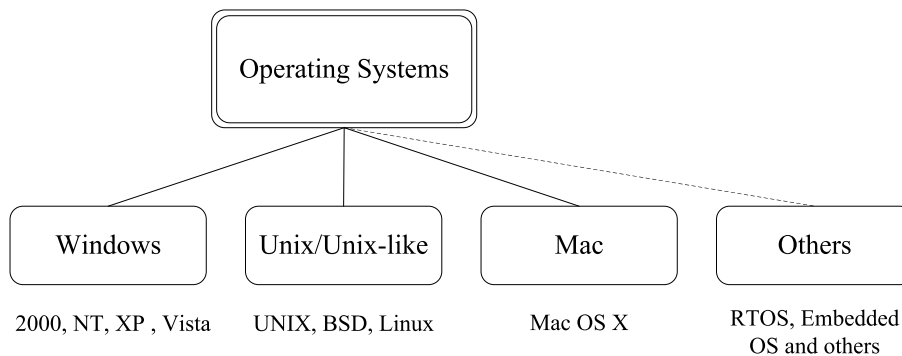 Operating Systems
Windows
Unix/Unix-like
Mac
Others
2000, NT, XP , Vista
UNIX, BSD, Linux
Mac OS X
RTOS, Embedded
OS and others